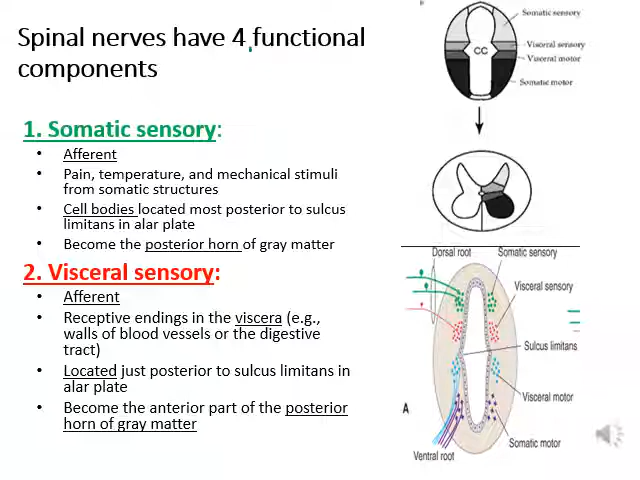 Spinal nerves have 4 functional
components
1. Somatic sensory:
• Afferent
• Pain, temperature, and mechanical stimuli
from somatic structures
• Cell bodies located most posterior to sulcus
limitans in alar plate
• Become the posterior horn of gray matter
2. Visceral sensory:
• Afferent
• Receptive endings in the viscera (e.g.,
walls of blood vessels or the digestive
tract)
• Located just posterior to sulcus limitans in
alar plate
• Become the anterior part of the posterior
horn of gray matter
Somatic sensory
Visceral sensory
Visceral motor
CC
Somatic motor
Dorsal root
Somatic sensory
Visceral sensory
Sulcus limitans
Visceral motor
A
Somatic motor
Ventral root